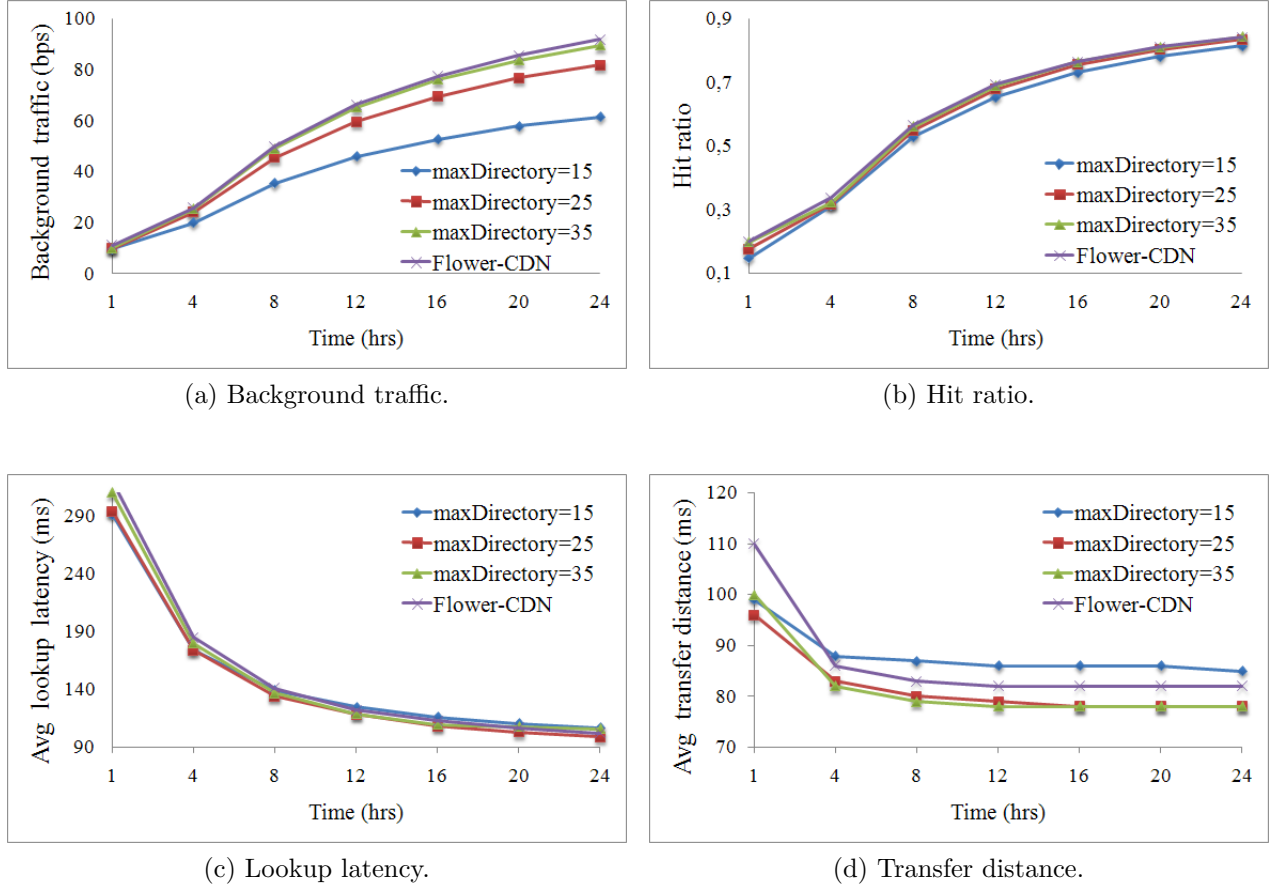 Background traffic (bps)
100
80
60
40
20
0
1 4 8 12 16 20 24
Time (hrs)
maxDirectory=15
maxDirectory=25
maxDirectory=35
Flower-CDN
(a) Background traffic.
Hit ratio
0,9
0,7
0,5
0,3
0,1
1 4 8 12 16 20 24
Time (hrs)
maxDirectory=15
maxDirectory=25
maxDirectory=35
Flower-CDN
(b) Hit ratio.
Avg lookup latency (ms)
290
240
190
140
90
1 4 8 12 16 20 24
Time (hrs)
maxDirectory=15
maxDirectory=25
maxDirectory=35
Flower-CDN
(c) Lookup latency.
Avg transfer distance (ms)
120
110
100
90
80
70
1 4 8 12 16 20 24
Time (hrs)
maxDirectory=15
maxDirectory=25
maxDirectory=35
Flower-CDN
(d) Transfer distance.